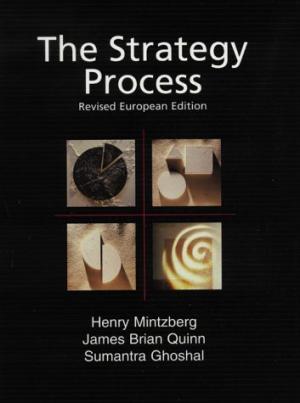 The Strategy
Process
Revised European Edition
Henry Mintzberg
James Brian Quinn
Sumantra Ghoshal